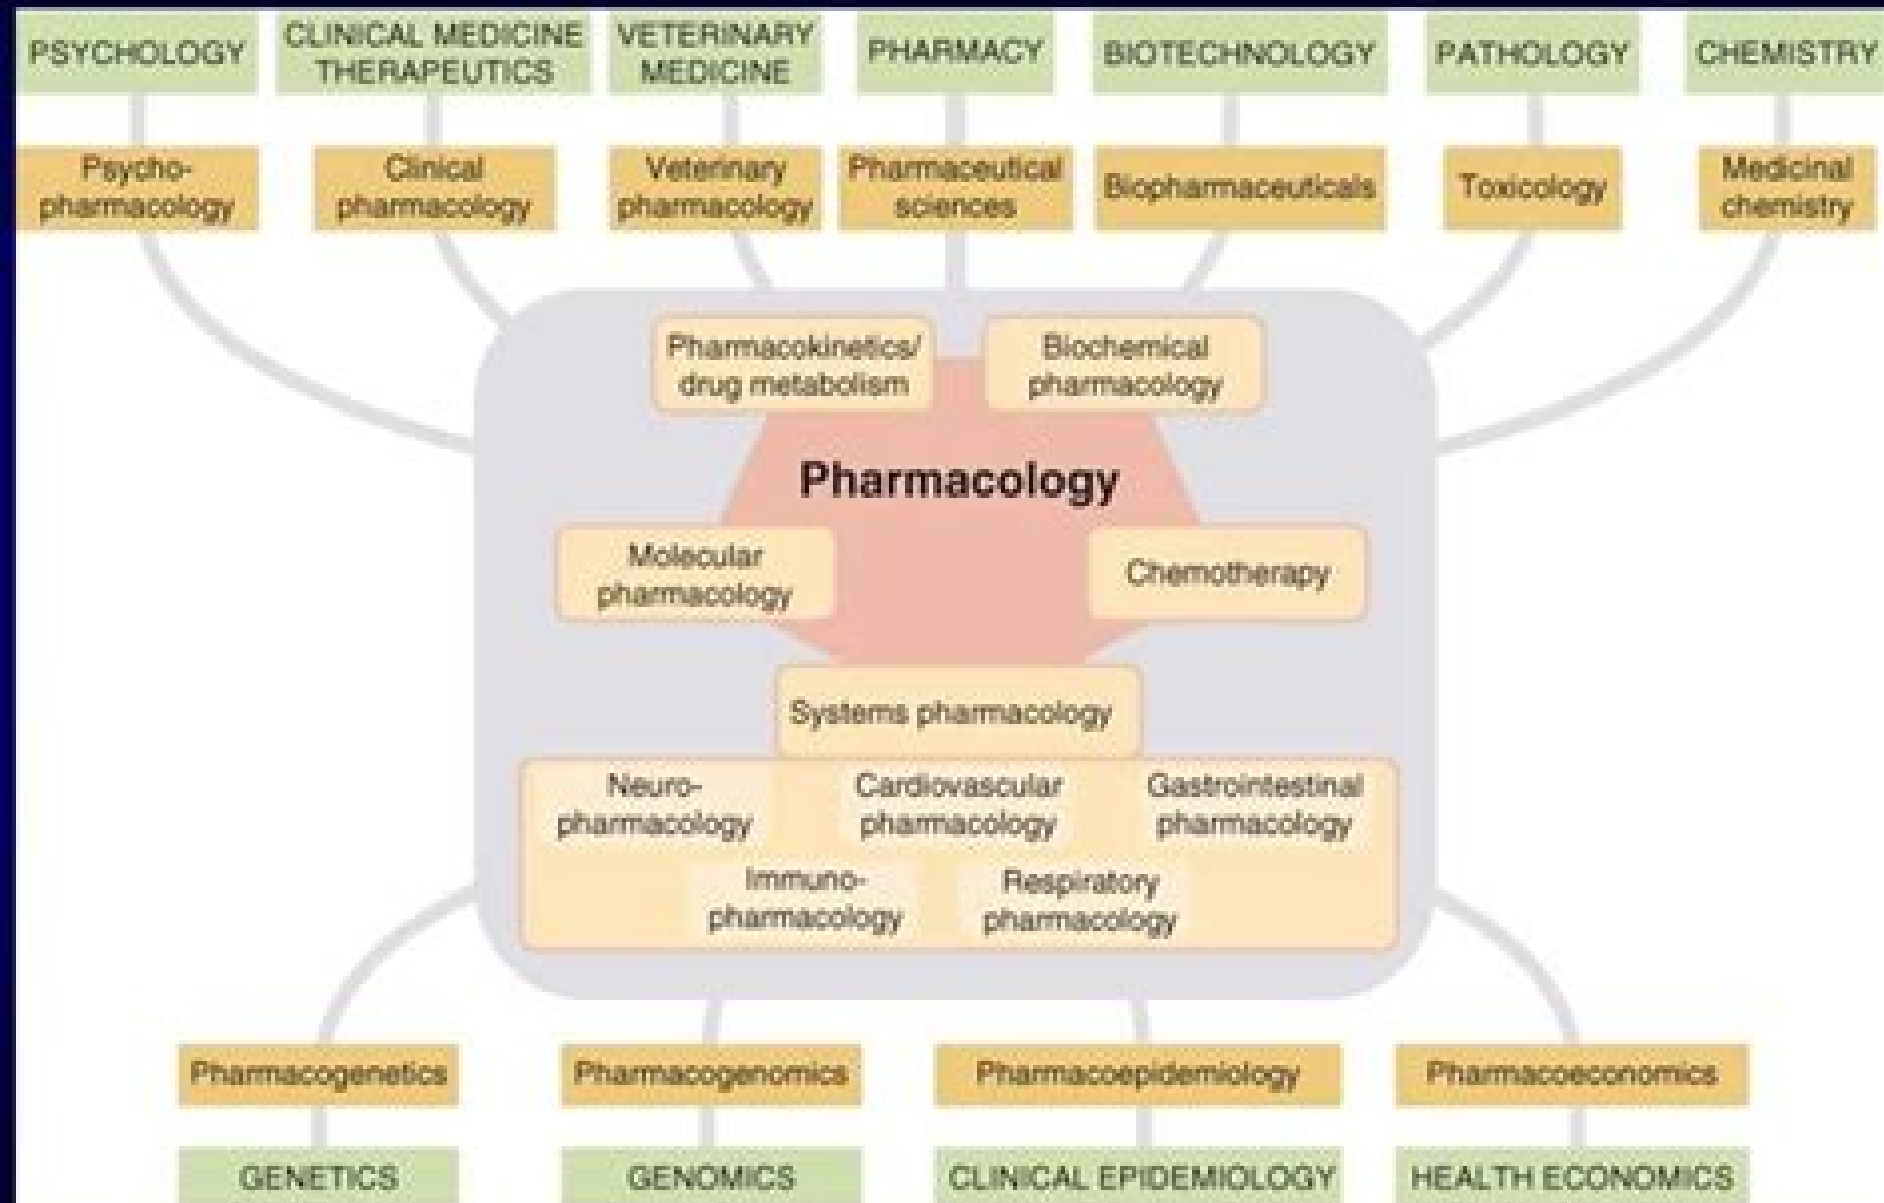 PSYCHOLOGY
CLINICAL MEDICINE
THERAPEUTICS
VETERINARY
MEDICINE
PHARMACY
BIOTECHNOLOGY
PATHOLOGY
CHEMISTRY
Psycho-
pharmacology
Clinical
pharmacology
Veterinary
pharmacology
Pharmaceutical
sciences
Biopharmaceuticals
Toxicology
Medicinal
chemistry
Pharmacokinetics/
drug metabolism
Biochemical
pharmacology
Pharmacology
Molecular
pharmacology
Chemotherapy
Systems pharmacology
Neuro-
pharmacology
Cardiovascular
pharmacology
Gastrointestinal
pharmacology
Immuno-
pharmacology
Respiratory
pharmacology
Pharmacogenetics
Pharmacogenomics
Pharmacoepidemiology
Pharmacoeconomics
GENETICS
GENOMICS
CLINICAL EPIDEMIOLOGY
HEALTH ECONOMICS